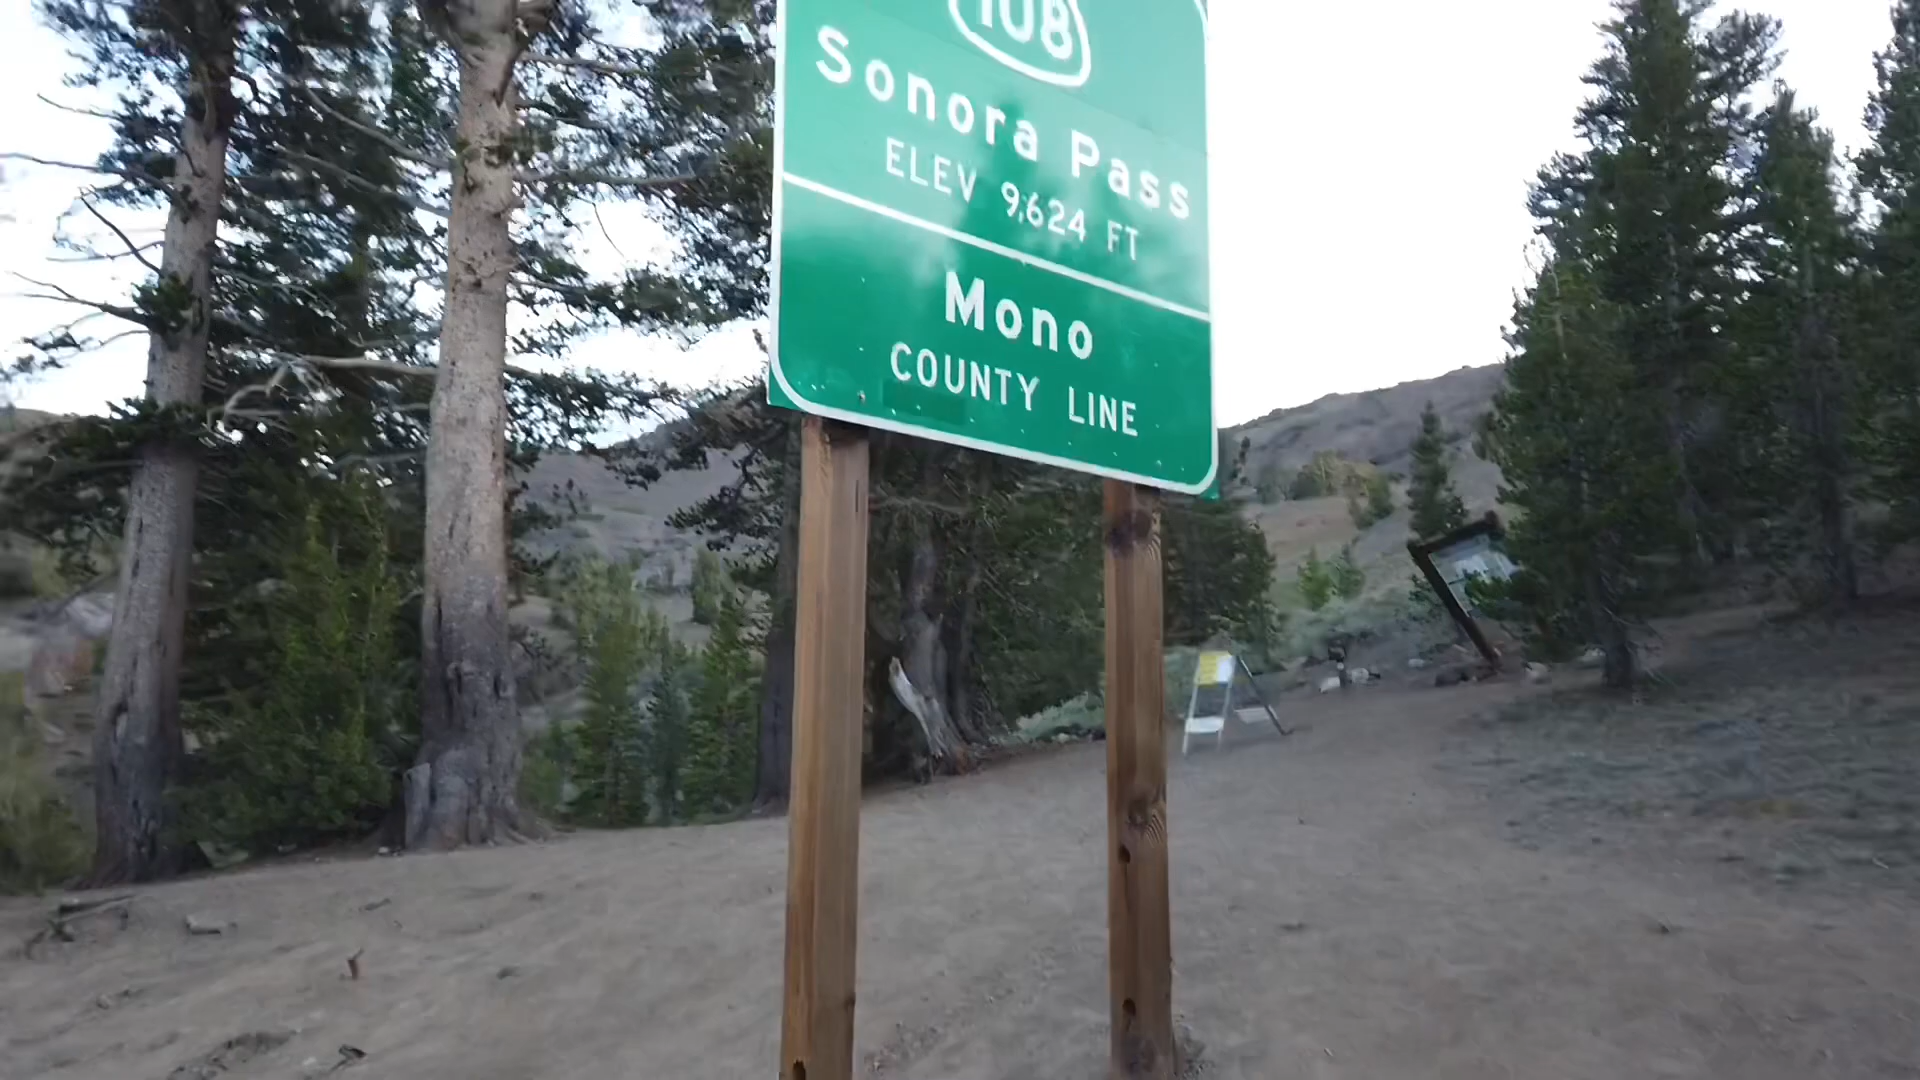 108
Sonora Pass
ELEV 9,624 FT
Mono
COUNTY LINE